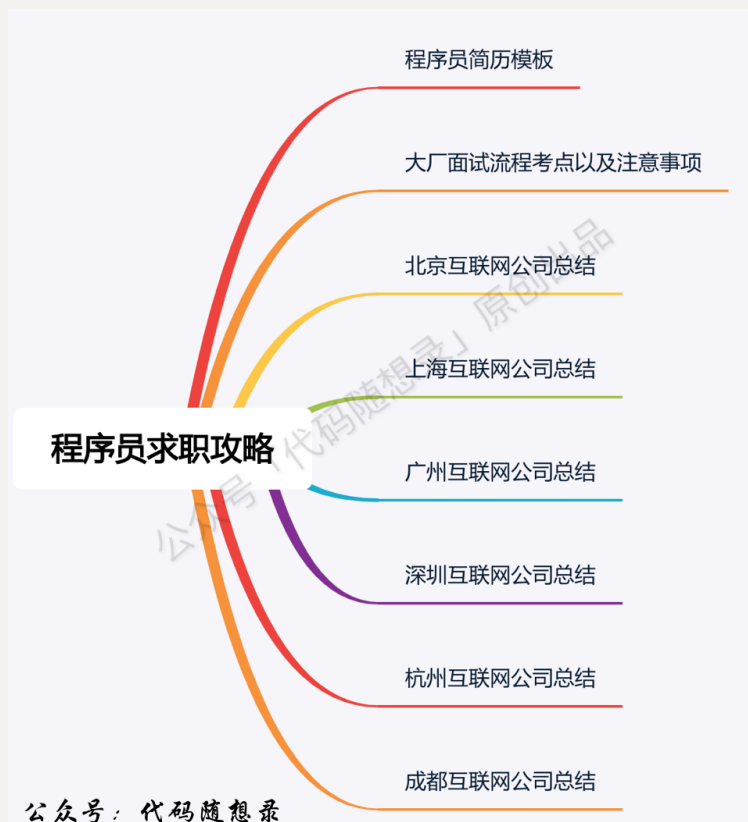 程序员简历模板
大厂面试流程考点以及注意事项
北京互联网公司总结
上海互联网公司总结
程序员求职攻略
广州互联网公司总结
深圳互联网公司总结
杭州互联网公司总结
成都互联网公司总结
公众号「代码随想录」原创出品
公众号：代码随想录